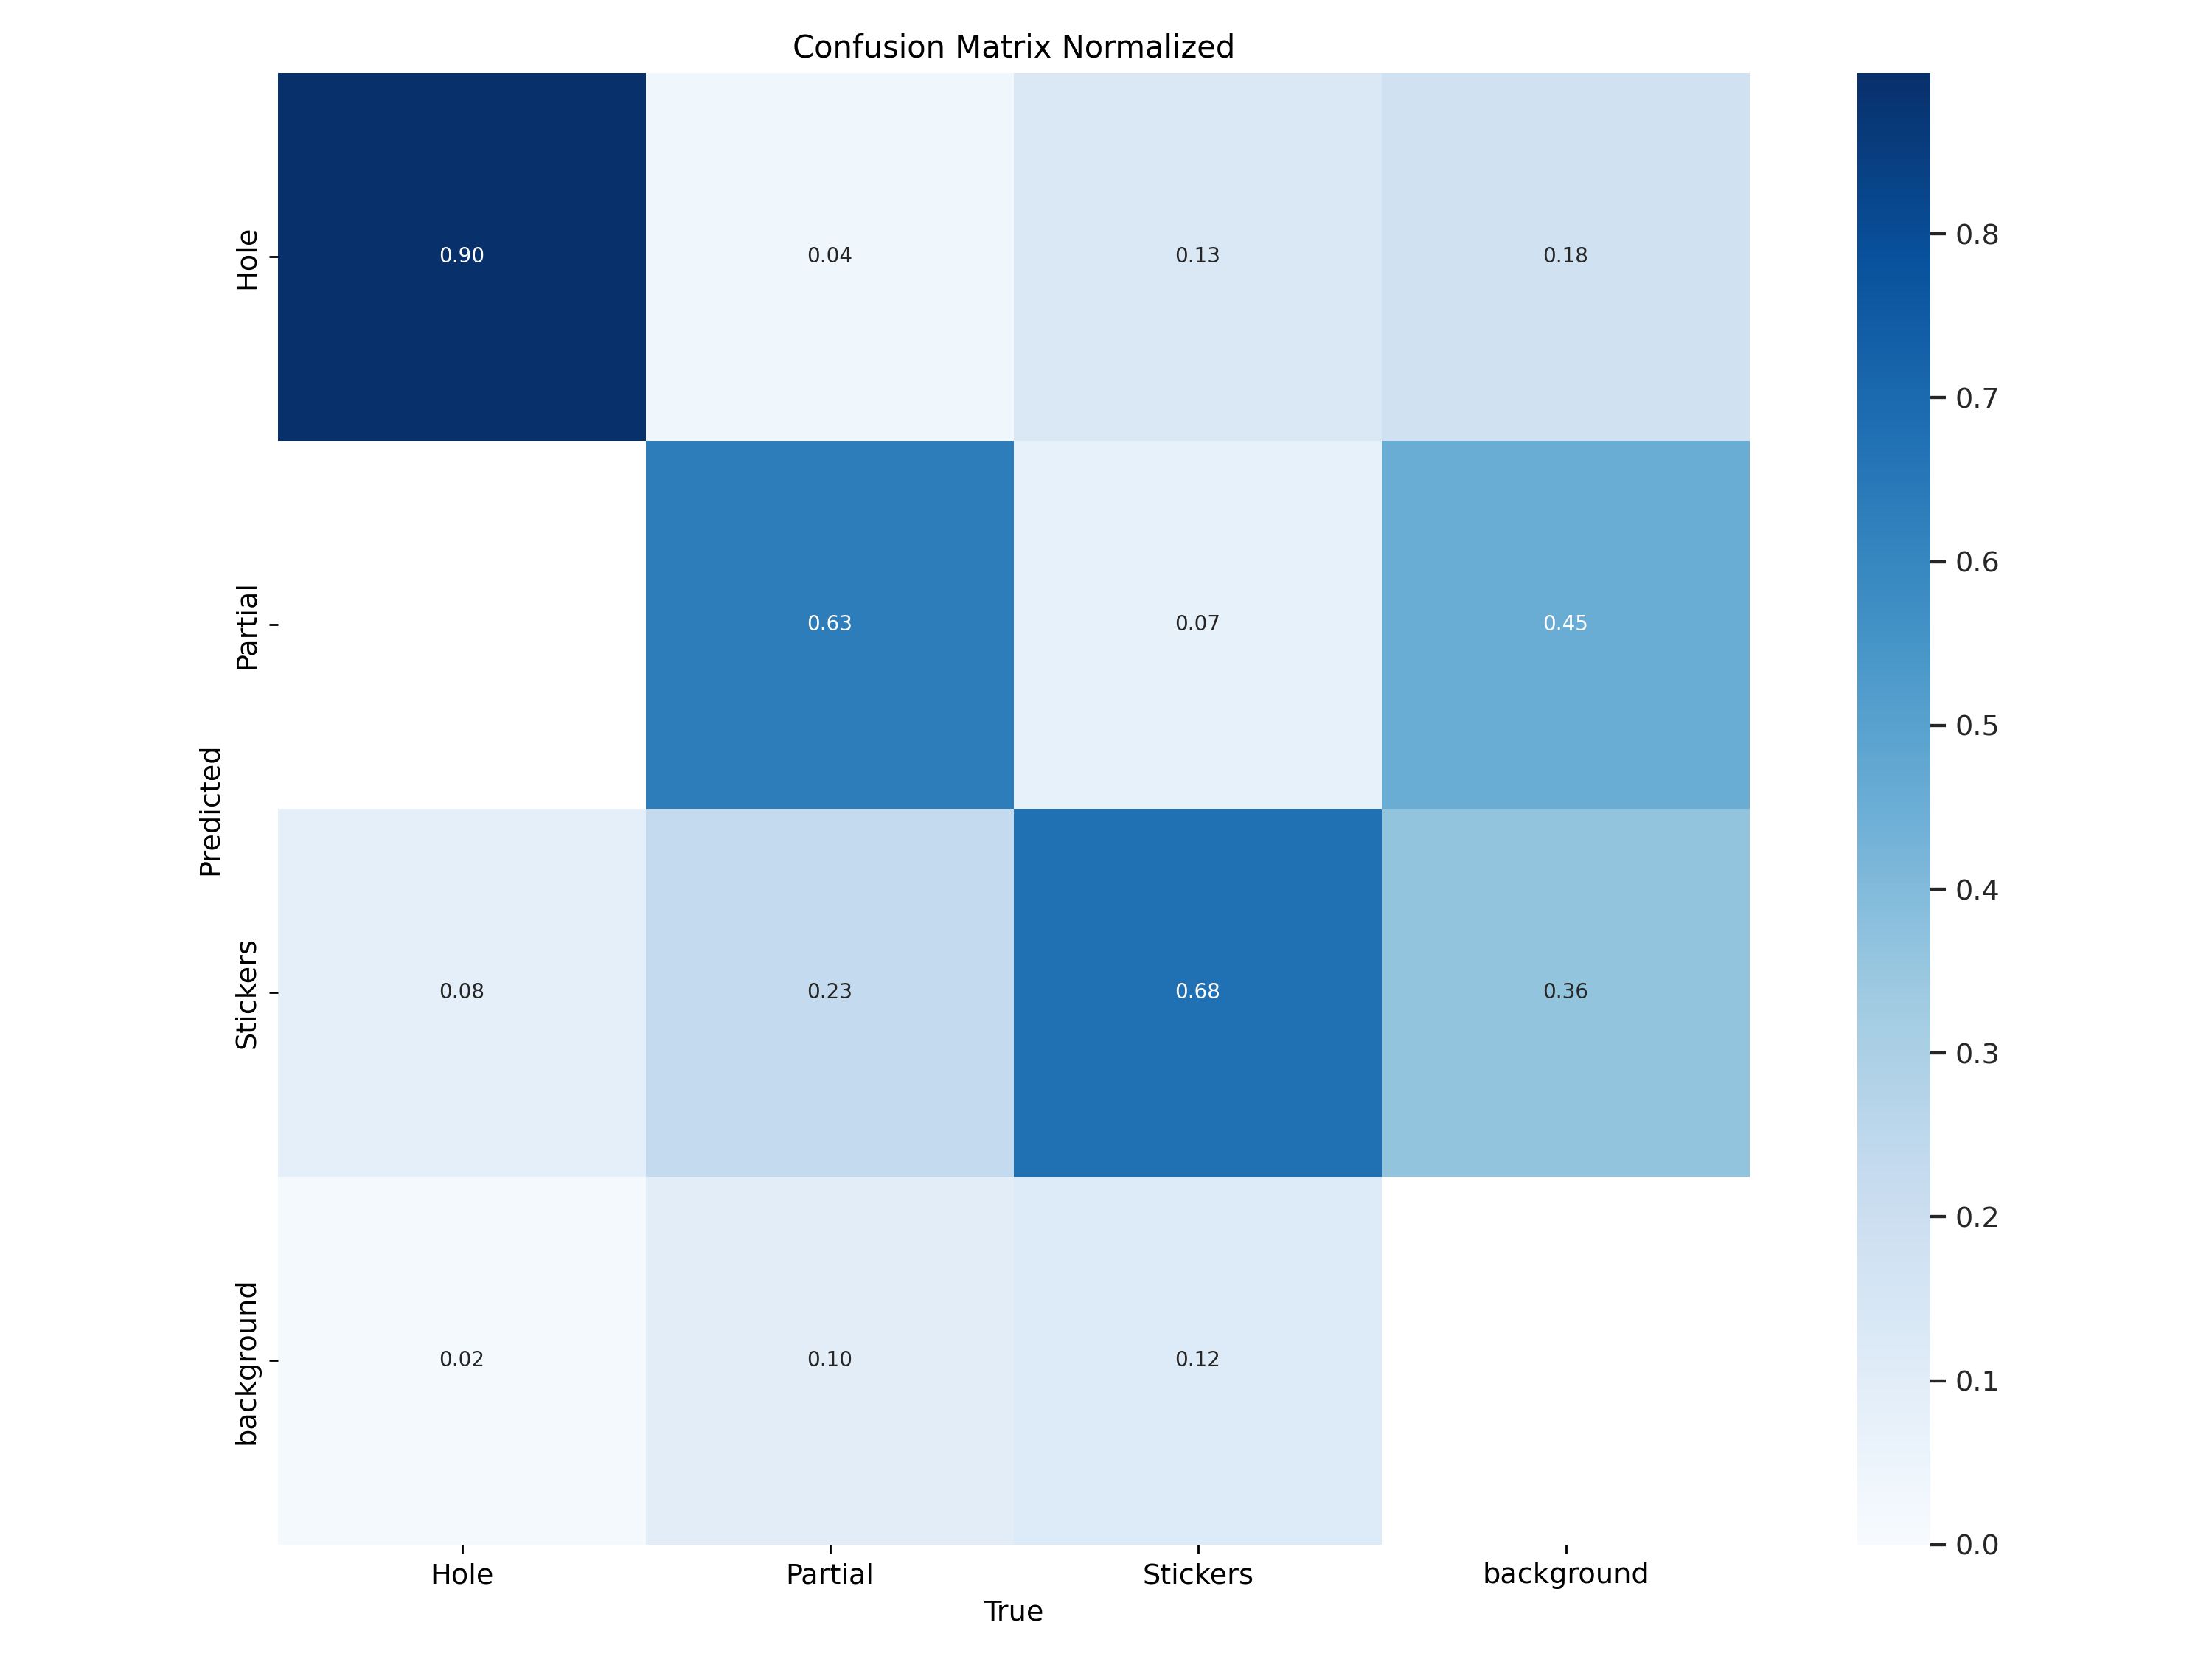 Confusion Matrix Normalized
Hole
0.90
0.04
0.13
0.18
Partial
0.63
0.07
0.45
Stickers
0.08
0.23
0.68
0.36
background
0.02
0.10
0.12
Predicted
Hole
Partial
Stickers
background
True
0.8
0.7
0.6
0.5
0.4
0.3
0.2
0.1
0.0